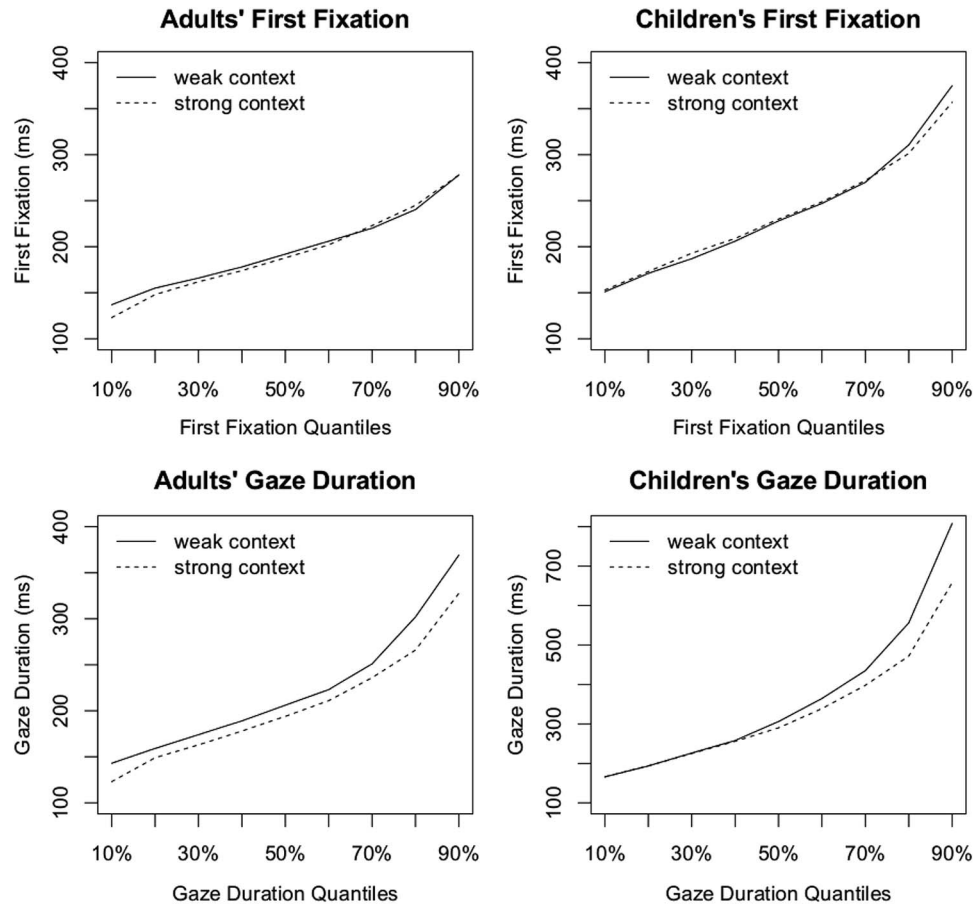 Adults' First Fixation
First Fixation (ms)
400
300
200
100
weak context
strong context
10% 30% 50% 70% 90%
First Fixation Quantiles
Children's First Fixation
First Fixation (ms)
400
300
200
100
weak context
strong context
10% 30% 50% 70% 90%
First Fixation Quantiles
Adults' Gaze Duration
Gaze Duration (ms)
400
300
200
100
weak context
strong context
10% 30% 50% 70% 90%
Gaze Duration Quantiles
Children's Gaze Duration
Gaze Duration (ms)
700
500
300
100
weak context
strong context
10% 30% 50% 70% 90%
Gaze Duration Quantiles